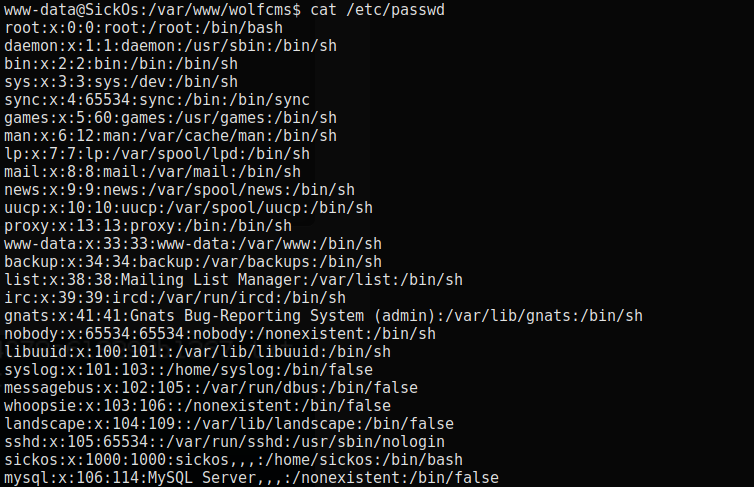 www-data@SickOs:/var/www/wolfcms$ cat /etc/passwd
root:x:0:0:root:/root:/bin/bash
daemon:x:1:1:daemon:/usr/sbin:/bin/sh
bin:x:2:2:bin:/bin:/bin/sh
sys:x:3:3:sys:/dev:/bin/sh
sync:x:4:65534:sync:/bin:/bin/sync
games:x:5:60:games:/usr/games:/bin/sh
man:x:6:12:man:/var/cache/man:/bin/sh
lp:x:7:7:lp:/var/spool/lpd:/bin/sh
mail:x:8:8:mail:/var/mail:/bin/sh
news:x:9:9:news:/var/spool/news:/bin/sh
uucp:x:10:10:uucp:/var/spool/uucp:/bin/sh
proxy:x:13:13:proxy:/bin:/bin/sh
www-data:x:33:33:www-data:/var/www:/bin/sh
backup:x:34:34:backup:/var/backups:/bin/sh
list:x:38:38:Mailing List Manager:/var/list:/bin/sh
irc:x:39:39:ircd:/var/run/ircd:/bin/sh
gnats:x:41:41:Gnats Bug-Reporting System (admin):/var/lib/gnats:/bin/sh
nobody:x:65534:65534:nobody:/nonexistent:/bin/sh
libuuid:x:100:101::/var/lib/libuuid:/bin/sh
syslog:x:101:103::/home/syslog:/bin/false
messagebus:x:102:105::/var/run/dbus:/bin/false
whoopsie:x:103:106::/nonexistent:/bin/false
landscape:x:104:109::/var/lib/landscape:/bin/false
sshd:x:105:65534::/var/run/sshd:/usr/sbin/nologin
sickos:x:1000:1000:sickos,,,:/home/sickos:/bin/bash
mysql:x:106:114:MySQL Server,,,:/nonexistent:/bin/false